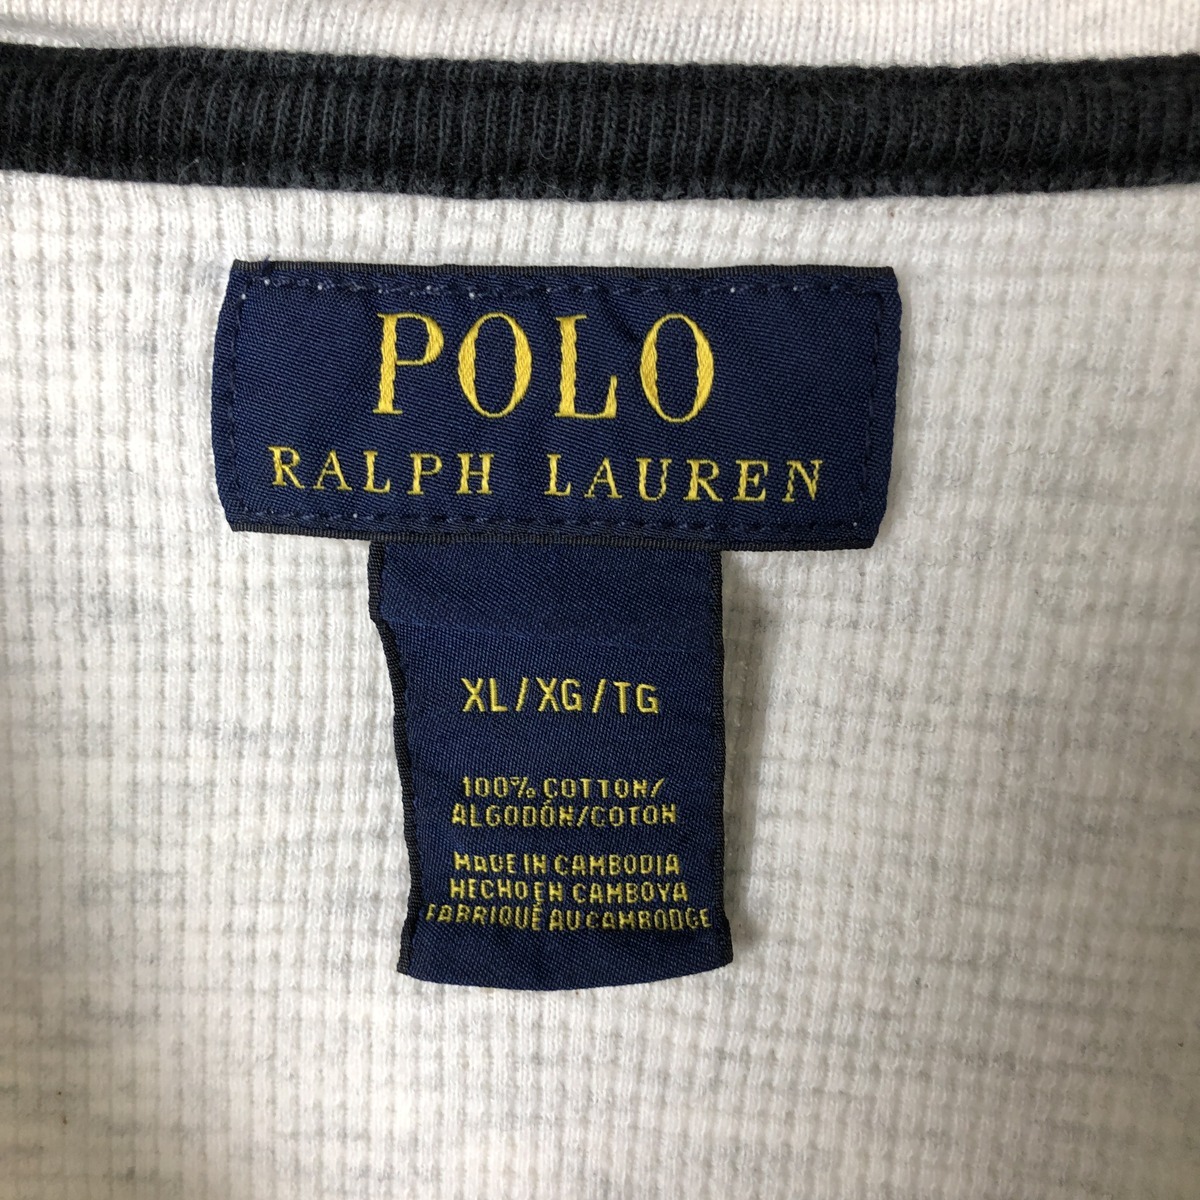 POLO
RALPH LAUREN
XL/XG/TG
100% COTTON/
ALGODÓN/COTON
MADE IN CAMBODIA
HECHO EN CAMBOYA
FABRIQUÉ AU CAMBODGE